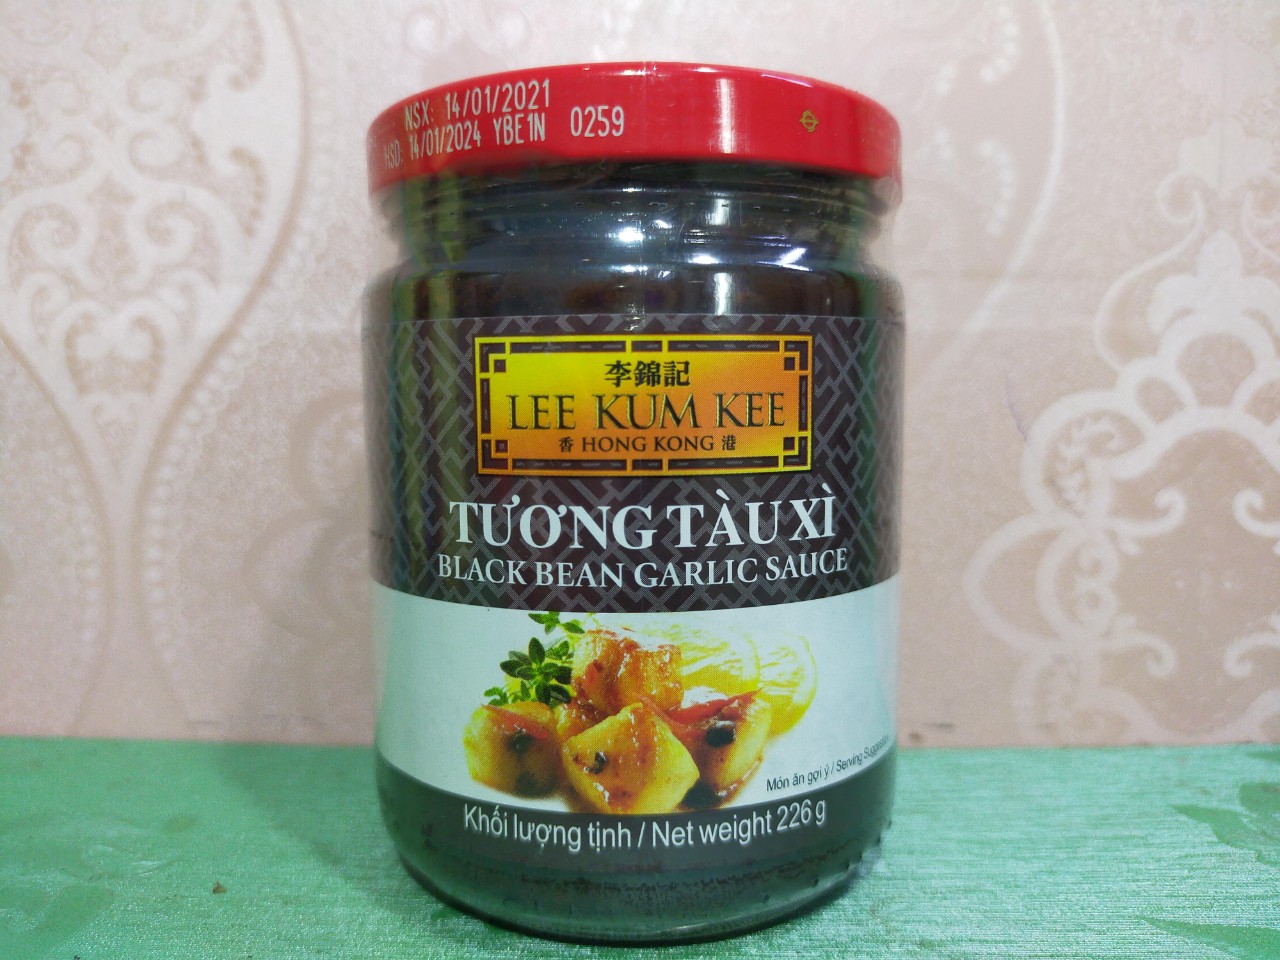 NSX: 14/01/2021
HSD: 14/01/2024 YBE1N 0259
李錦記
LEE KUM KEE
香 HONG KONG 港
TƯƠNG TÀU XÌ
BLACK BEAN GARLIC SAUCE
Món ăn gợi ý / Serving Suggestion
Khối lượng tịnh / Net weight 226 g